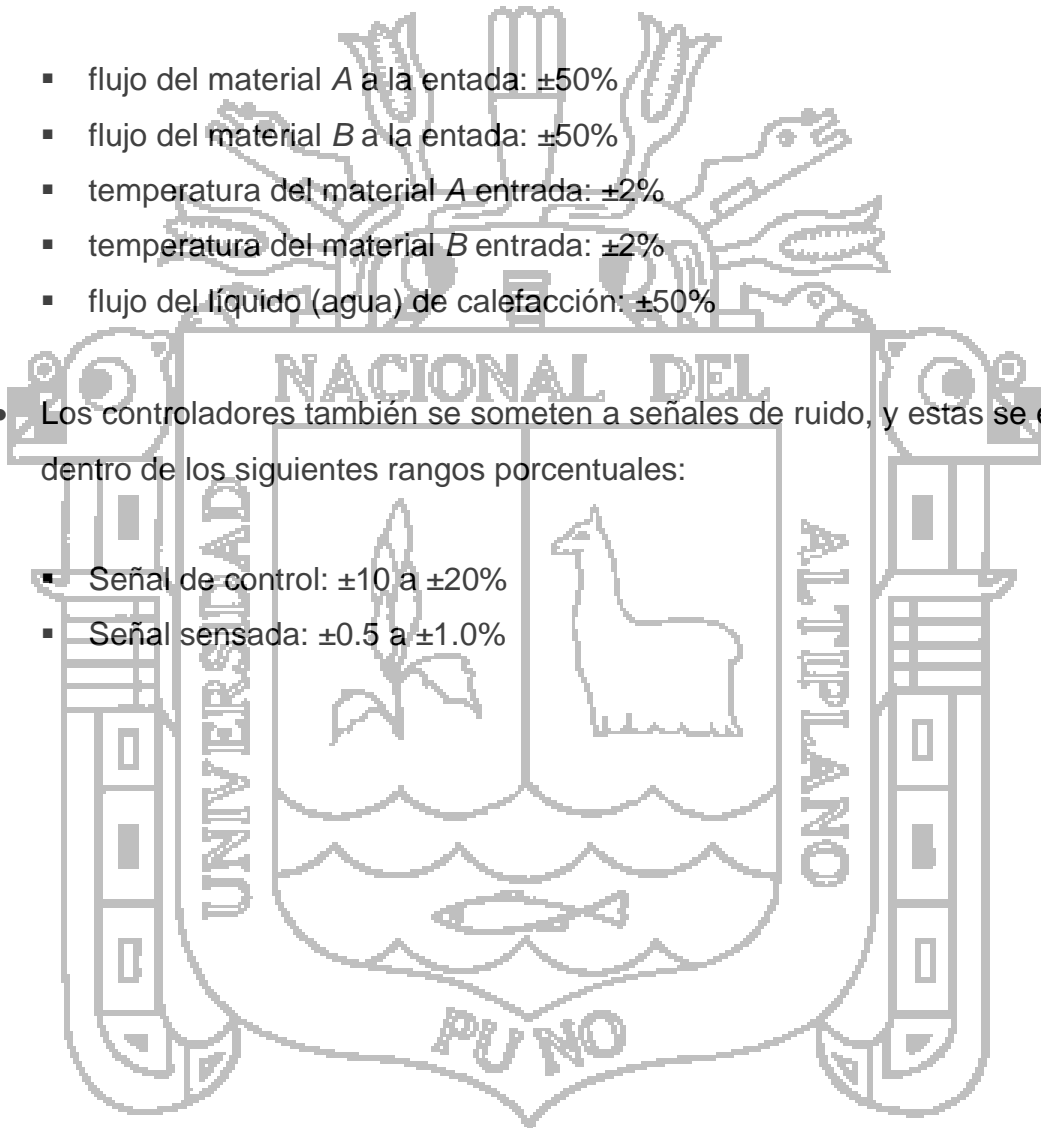 ▪ flujo del material A a la entada: ±50%
▪ flujo del material B a la entada: ±50%
▪ temperatura del material A entrada: ±2%
▪ temperatura del material B entrada: ±2%
▪ flujo del líquido (agua) de calefacción: ±50%
NACIONAL DEL
• Los controladores también se someten a señales de ruido, y estas se
dentro de los siguientes rangos porcentuales:
▪ Señal de control: ±10 a ±20%
▪ Señal sensada: ±0.5 a ±1.0%
UNIVERSIDAD
ALTIPLANO
PUNO